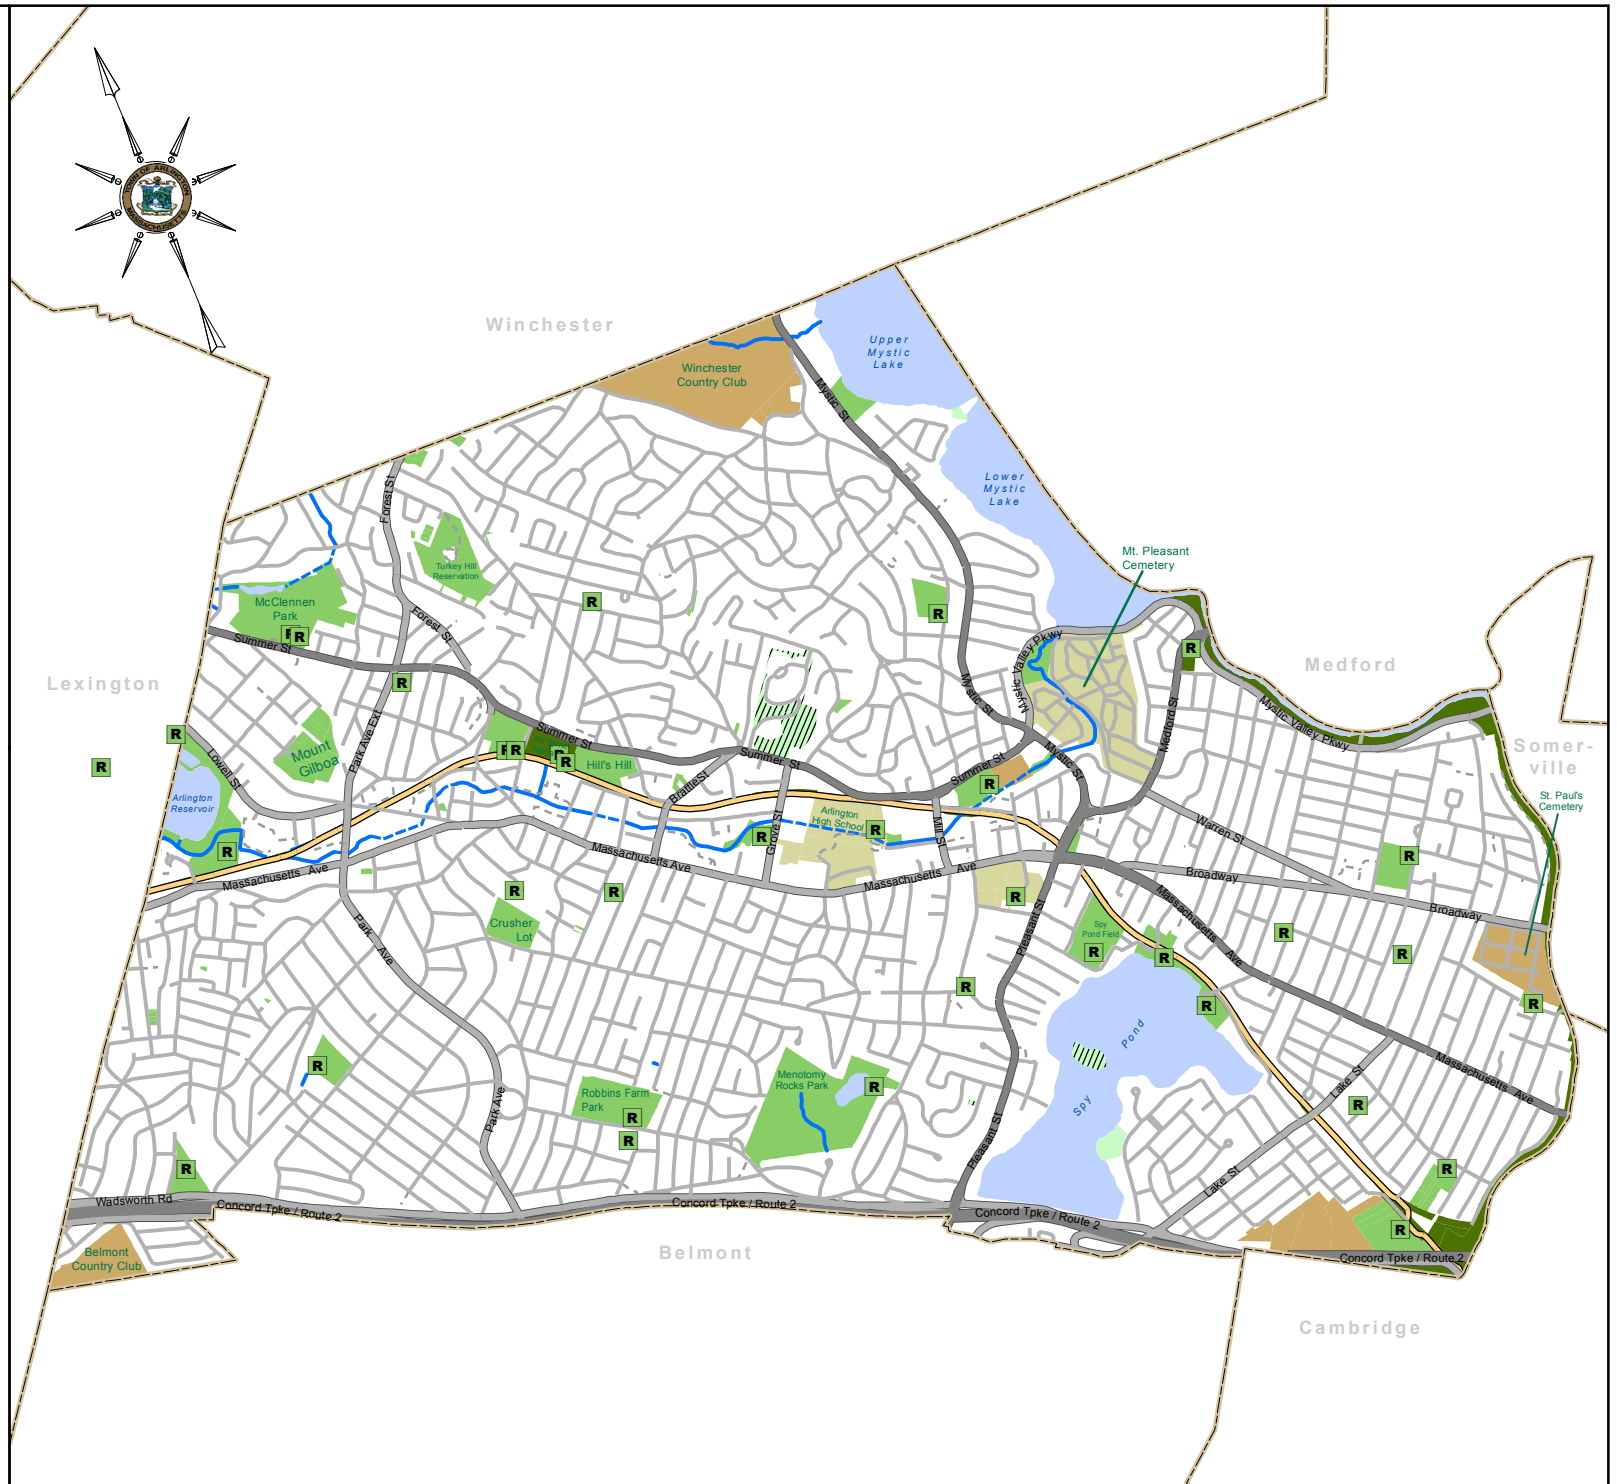 TOWN OF ARLINGTON
MASSACHUSETTS
Winchester
Winchester
Country Club
Upper
Mystic
Lake
Mystic St
Lower
Mystic
Lake
Forest St
Mt. Pleasant
Cemetery
Turkey Hill
Reservation
R
McClennen
Park
R
R
Forest St
Summer St
Mystic Valley Pkwy
R
Medford
Lexington
R
Mystic St
Mystic
Medford St
Mystic Valley Pkwy
R
Park Ave Ext
Summer St
Mount
Gilboa
R
R
Hill's Hill
Summer St
Mystic St
Somer-
ville
R
Lowell St
Brattle St
Summer St
R
St. Paul's
Cemetery
Arlington
Reservoir
Arlington
High School
R
R
Grove St
Mill St
Warren St
R
Massachusetts Ave
Massachusetts Ave
Massachusetts Ave
Broadway
R
R
R
R
Massachusetts Ave
Broadway
Crusher
Lot
Park Ave
Pleasant St
Spy
Pond Field
R
R
R
R
R
R
R
Spy Pond
R
Menotomy
Rocks Park
R
Robbins Farm
Park
R
R
Park Ave
Lake St
Massachusetts Ave
R
Pleasant St
R
Lake St
R
Wadsworth Rd
Concord Tpke / Route 2
Concord Tpke / Route 2
Concord Tpke / Route 2
R
Concord Tpke / Route 2
Belmont
Country Club
Belmont
Cambridge